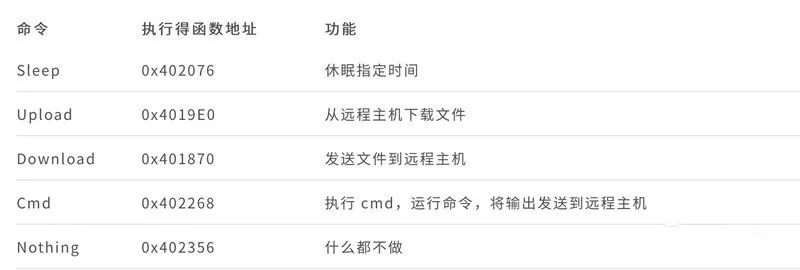 命令 执行得函数地址 功能
Sleep 0x402076 休眠指定时间
Upload 0x4019E0 从远程主机下载文件
Download 0x401870 发送文件到远程主机
Cmd 0x402268 执行 cmd，运行命令，将输出发送到远程主机
Nothing 0x402356 什么都不做